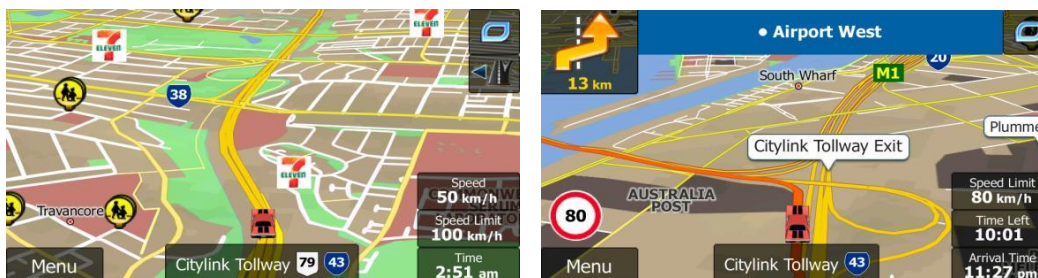 ELEVEN
ELEVEN
38
ELEVEN
Travancore
Speed
50 km/h
Speed Limit
100 km/h
Time
2:51 am
Menu
Citylink Tollway 79 43
13 km
• Airport West
20
M1
South Wharf
Citylink Tollway Exit
Plumme
AUSTRALIA
POST
80
Speed Limit
80 km/h
Time Left
10:01
Arrival Time
11:27 pm
Menu
Citylink Tollway 43